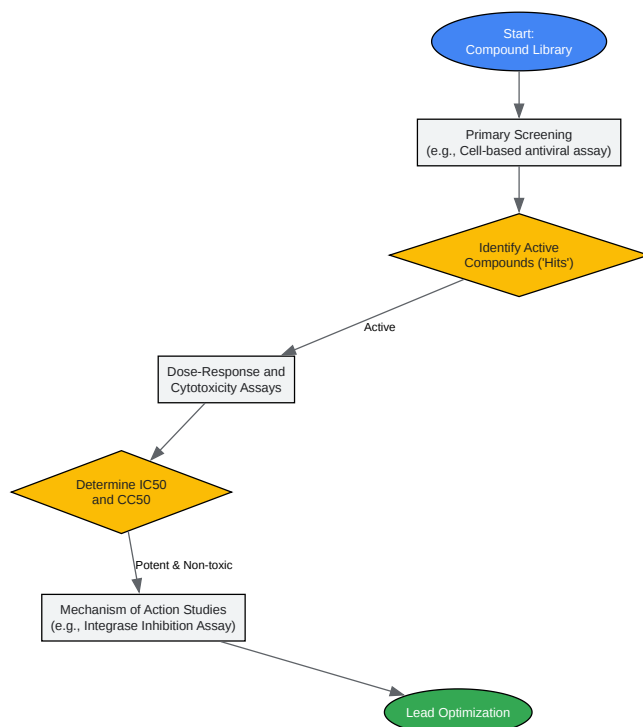 Start:
Compound Library
Primary Screening
(e.g., Cell-based antiviral assay)
Identify Active
Compounds ('Hits')
Active
Dose-Response and
Cytotoxicity Assays
Determine IC50
and CC50
Potent & Non-toxic
Mechanism of Action Studies
(e.g., Integrase Inhibition Assay)
Lead Optimization